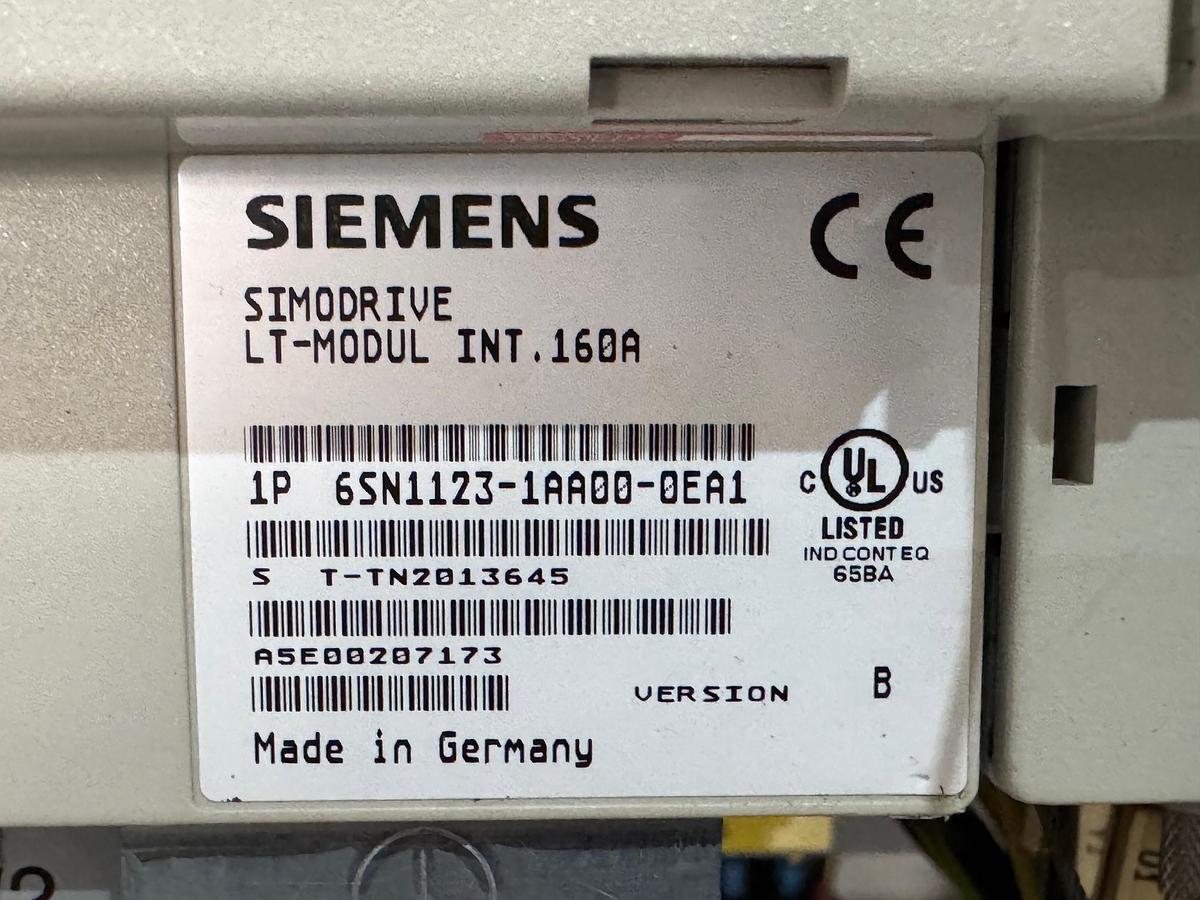 SIEMENS
CE
SIMODRIVE
LT-MODUL INT.160A
1P 6SN1123-1AA00-0EA1
C UL US
LISTED
IND CONT EQ
65BA
S T-TN2013645
A5E00207173
VERSION B
Made in Germany